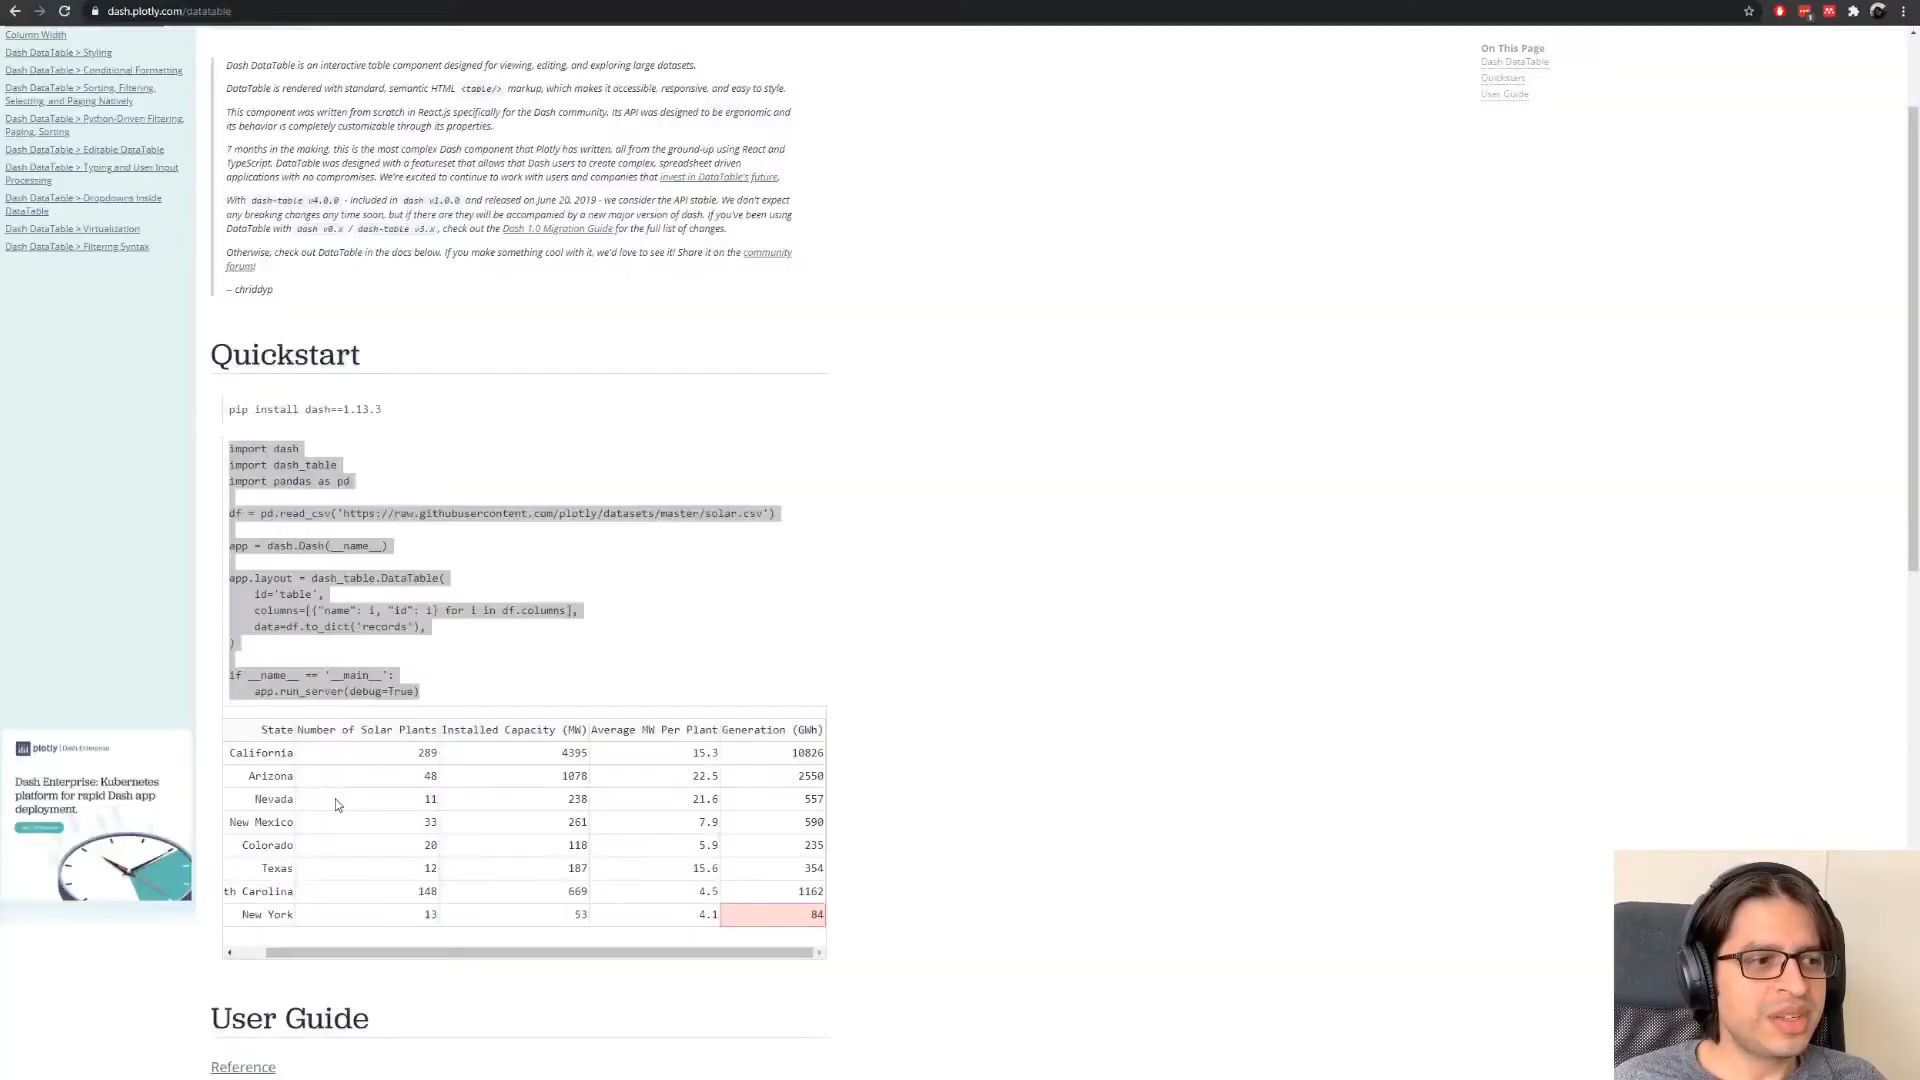 dash.plotly.com/datatable
Column Width
Dash DataTable > Styling
Dash DataTable > Conditional Formatting
Dash DataTable > Sorting, Filtering,
Selecting, and Paging Natively
Dash DataTable > Python-Driven Filtering,
Paging, Sorting
Dash DataTable > Editable DataTable
Dash DataTable > Typing and User Input
Processing
Dash DataTable > Dropdowns Inside
DataTable
Dash DataTable > Virtualization
Dash DataTable > Filtering Syntax
plotly | Dash Enterprise
Dash Enterprise: Kubernetes
platform for rapid Dash app
deployment.
Dash DataTable is an interactive table component designed for viewing, editing, and exploring large datasets.
DataTable is rendered with standard, semantic HTML <table/> markup, which makes it accessible, responsive, and easy to style.
This component was written from scratch in React.js specifically for the Dash community. Its API was designed to be ergonomic and
its behavior is completely customizable through its properties.
7 months in the making, this is the most complex Dash component that Plotly has written, all from the ground-up using React and
TypeScript. DataTable was designed with a featureset that allows that Dash users to create complex, spreadsheet driven
applications with no compromises. We're excited to continue to work with users and companies that invest in DataTable's future.
With dash-table v4.0.0 - included in dash v1.0.0 and released on June 20, 2019 - we consider the API stable. We don't expect
any breaking changes any time soon, but if there are they will be accompanied by a new major version of dash. If you've been using
DataTable with dash v0.x / dash-table v3.x, check out the Dash 1.0 Migration Guide for the full list of changes.
Otherwise, check out DataTable in the docs below. If you make something cool with it, we'd love to see it! Share it on the community
forum!
-- chriddyp
Quickstart
pip install dash==1.13.3
import dash
import dash_table
import pandas as pd
df = pd.read_csv('https://raw.githubusercontent.com/plotly/datasets/master/solar.csv')
app = dash.Dash(__name__)
app.layout = dash_table.DataTable(
id='table',
columns=[{"name": i, "id": i} for i in df.columns],
data=df.to_dict('records'),
)
if __name__ == '__main__':
app.run_server(debug=True)
State Number of Solar Plants Installed Capacity (MW) Average MW Per Plant Generation (GWh)
California 289 4395 15.3 10826
Arizona 48 1078 22.5 2550
Nevada 11 238 21.6 557
New Mexico 33 261 7.9 590
Colorado 20 118 5.9 235
Texas 12 187 15.6 354
th Carolina 148 669 4.5 1162
New York 13 53 4.1 84
User Guide
Reference
On This Page
Dash DataTable
Quickstart
User Guide